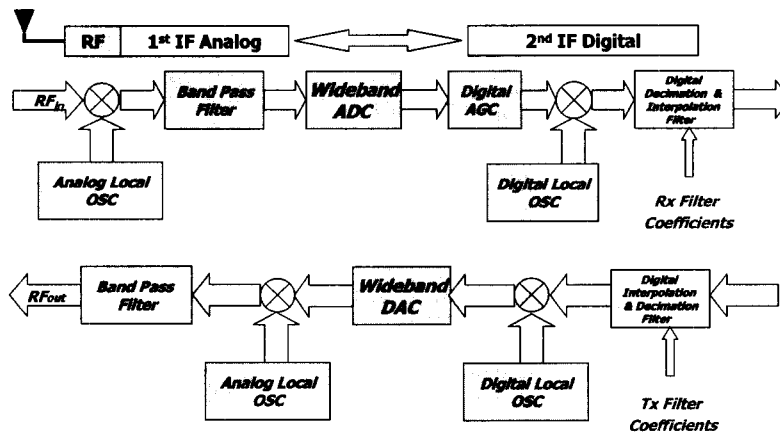 RF
1st IF Analog
2nd IF Digital
RFin
Band Pass
Filter
Wideband
ADC
Digital
AGC
Digital
Decimation &
Interpolation
Filter
Analog Local
OSC
Digital Local
OSC
Rx Filter
Coefficients
RFout
Band Pass
Filter
Wideband
DAC
Digital
Interpolation
& Decimation
Filter
Analog Local
OSC
Digital Local
OSC
Tx Filter
Coefficients